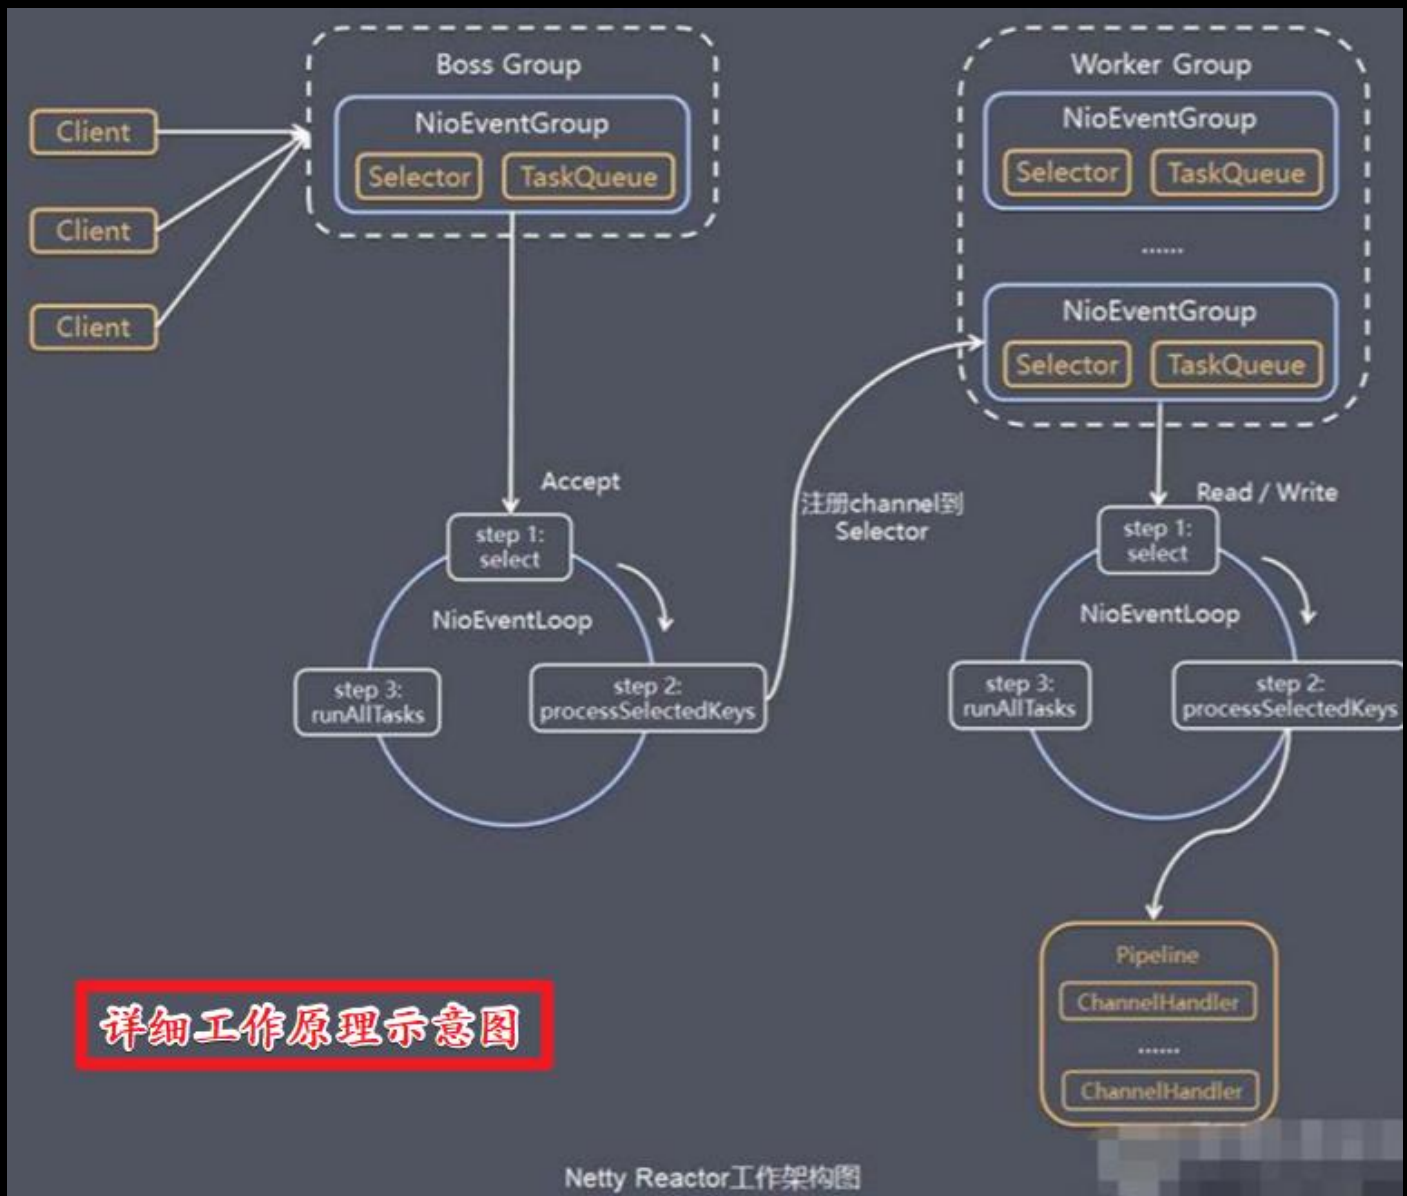 Boss Group
NioEventGroup
Selector
TaskQueue
Client
Client
Client
Worker Group
NioEventGroup
Selector
TaskQueue
......
NioEventGroup
Selector
TaskQueue
Accept
step 1:
select
NioEventLoop
step 2:
processSelectedKeys
step 3:
runAllTasks
注册channel到
Selector
Read / Write
step 1:
select
NioEventLoop
step 2:
processSelectedKeys
step 3:
runAllTasks
Pipeline
ChannelHandler
......
ChannelHandler
详细工作原理示意图
Netty Reactor工作架构图